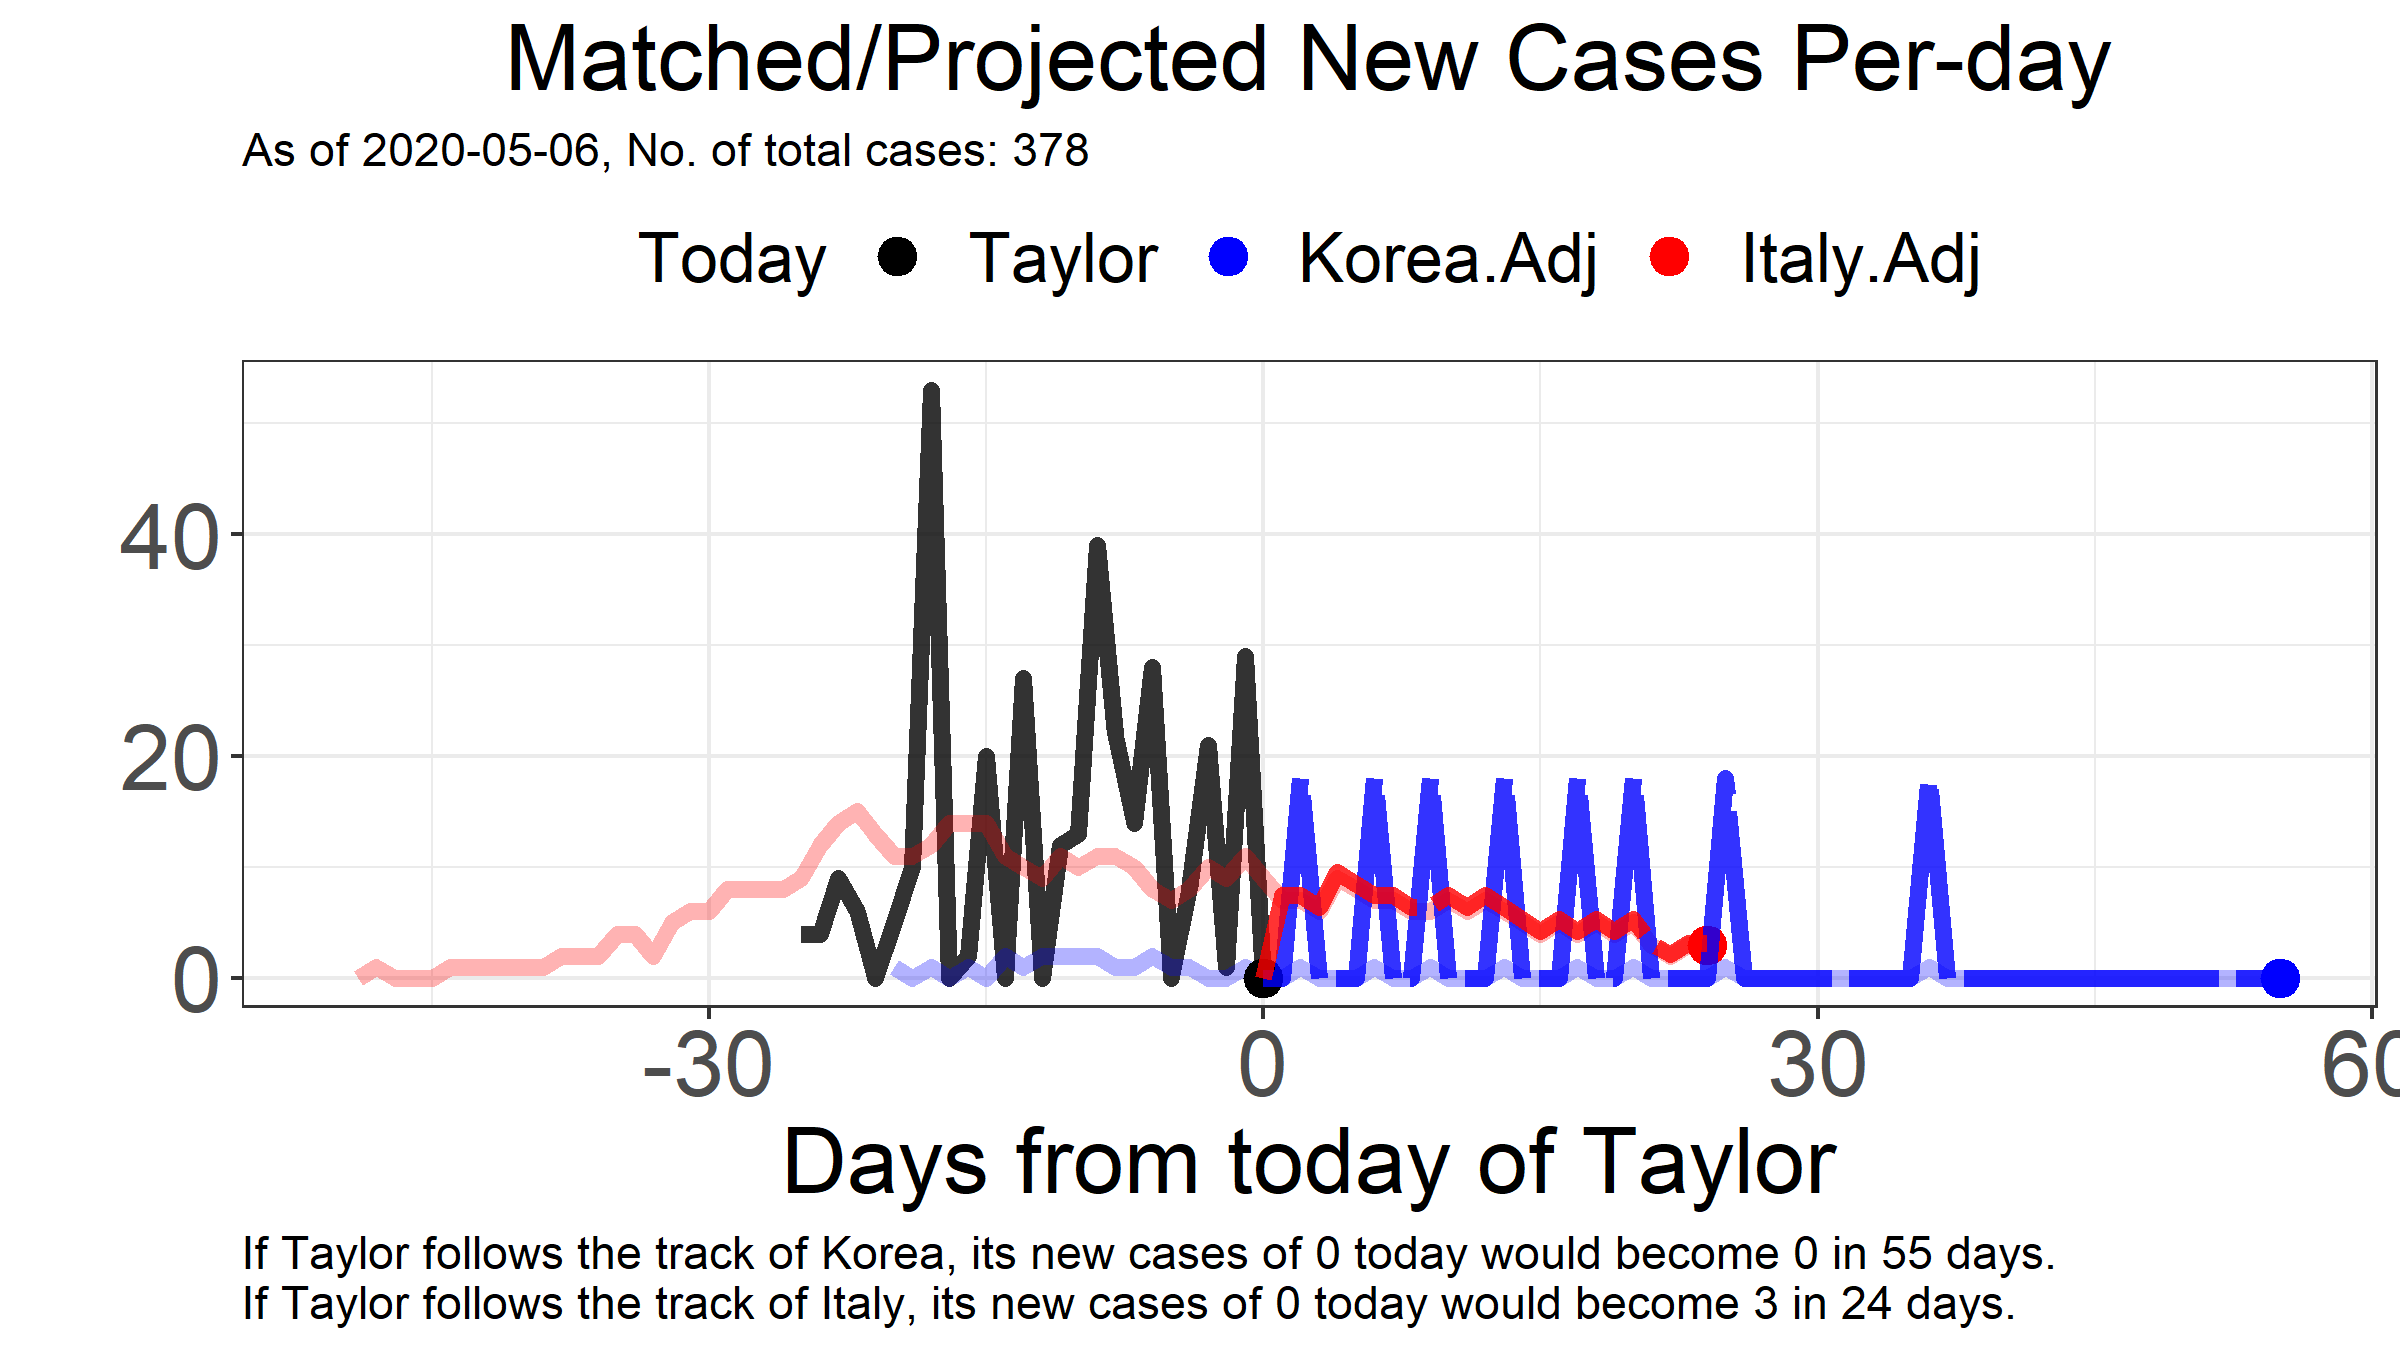 Matched/Projected New Cases Per-day
As of 2020-05-06, No. of total cases: 378
Today Taylor Korea.Adj Italy.Adj
40
20
0
-30 0 30 60
Days from today of Taylor
If Taylor follows the track of Korea, its new cases of 0 today would become 0 in 55 days.
If Taylor follows the track of Italy, its new cases of 0 today would become 3 in 24 days.